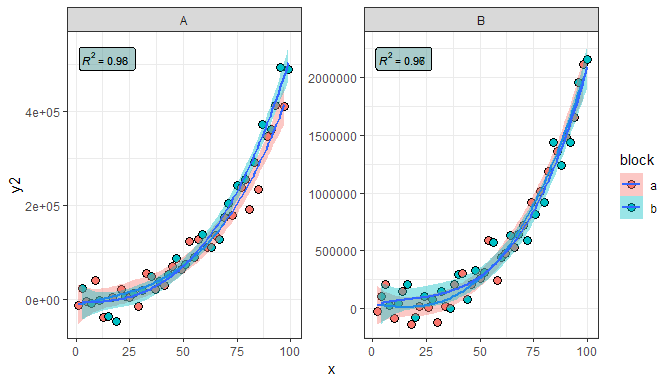 A B
R² = 0.96 R² = 0.96
y2
4e+05
2e+05
0e+00
2000000
1500000
1000000
500000
0
0 25 50 75 100 0 25 50 75 100
x
block
a
b